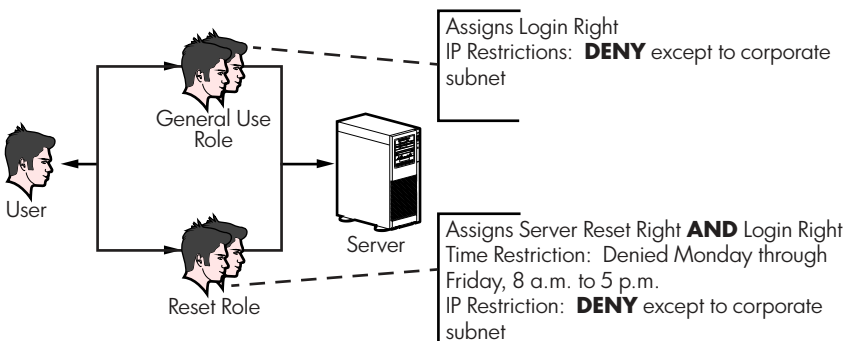 Assigns Login Right
IP Restrictions: DENY except to corporate
subnet
General Use
Role
User
Server
Reset Role
Assigns Server Reset Right AND Login Right
Time Restriction: Denied Monday through
Friday, 8 a.m. to 5 p.m.
IP Restriction: DENY except to corporate
subnet